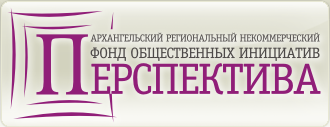 АРХАНГЕЛЬСКИЙ РЕГИОНАЛЬНЫЙ НЕКОММЕРЧЕСКИЙ
ФОНД ОБЩЕСТВЕННЫХ ИНИЦИАТИВ
ПЕРСПЕКТИВА